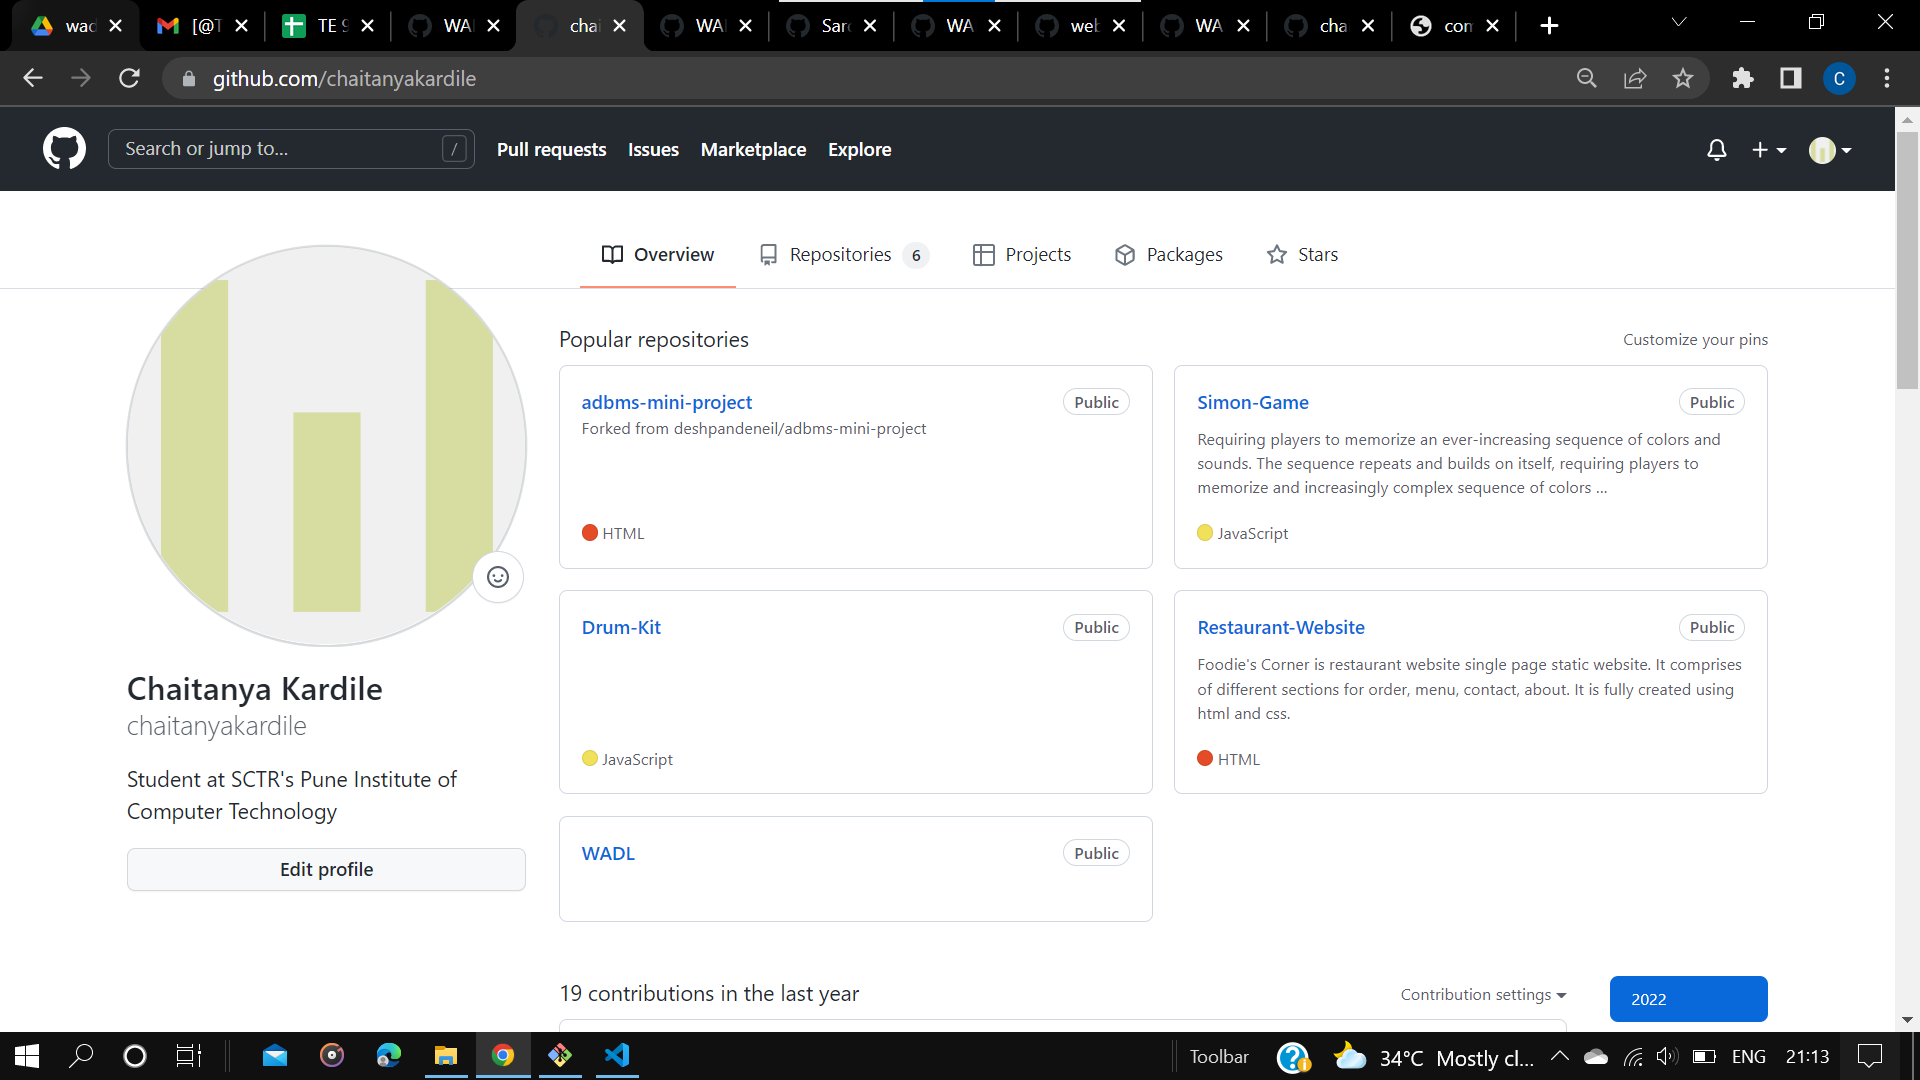 wad
[@T
TE 9
WA
chai
WA
Sar
WA
web
WA
cha
com
github.com/chaitanyakardile
C
Search or jump to...
/
Pull requests
Issues
Marketplace
Explore
Overview
Repositories 6
Projects
Packages
Stars
Popular repositories
Customize your pins
adbms-mini-project
Public
Forked from deshpandeneil/adbms-mini-project
HTML
Simon-Game
Public
Requiring players to memorize an ever-increasing sequence of colors and
sounds. The sequence repeats and builds on itself, requiring players to
memorize and increasingly complex sequence of colors ...
JavaScript
Drum-Kit
Public
JavaScript
Restaurant-Website
Public
Foodie's Corner is restaurant website single page static website. It comprises
of different sections for order, menu, contact, about. It is fully created using
html and css.
HTML
WADL
Public
Chaitanya Kardile
chaitanyakardile
Student at SCTR's Pune Institute of
Computer Technology
Edit profile
19 contributions in the last year
Contribution settings
2022
Toolbar
34°C Mostly cl...
ENG
21:13